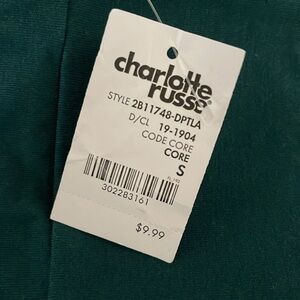 charlotte
russe
STYLE 2B11748-DPTLA
D/CL 19-1904
CODE CORE
CORE
S
302283161
$9.99